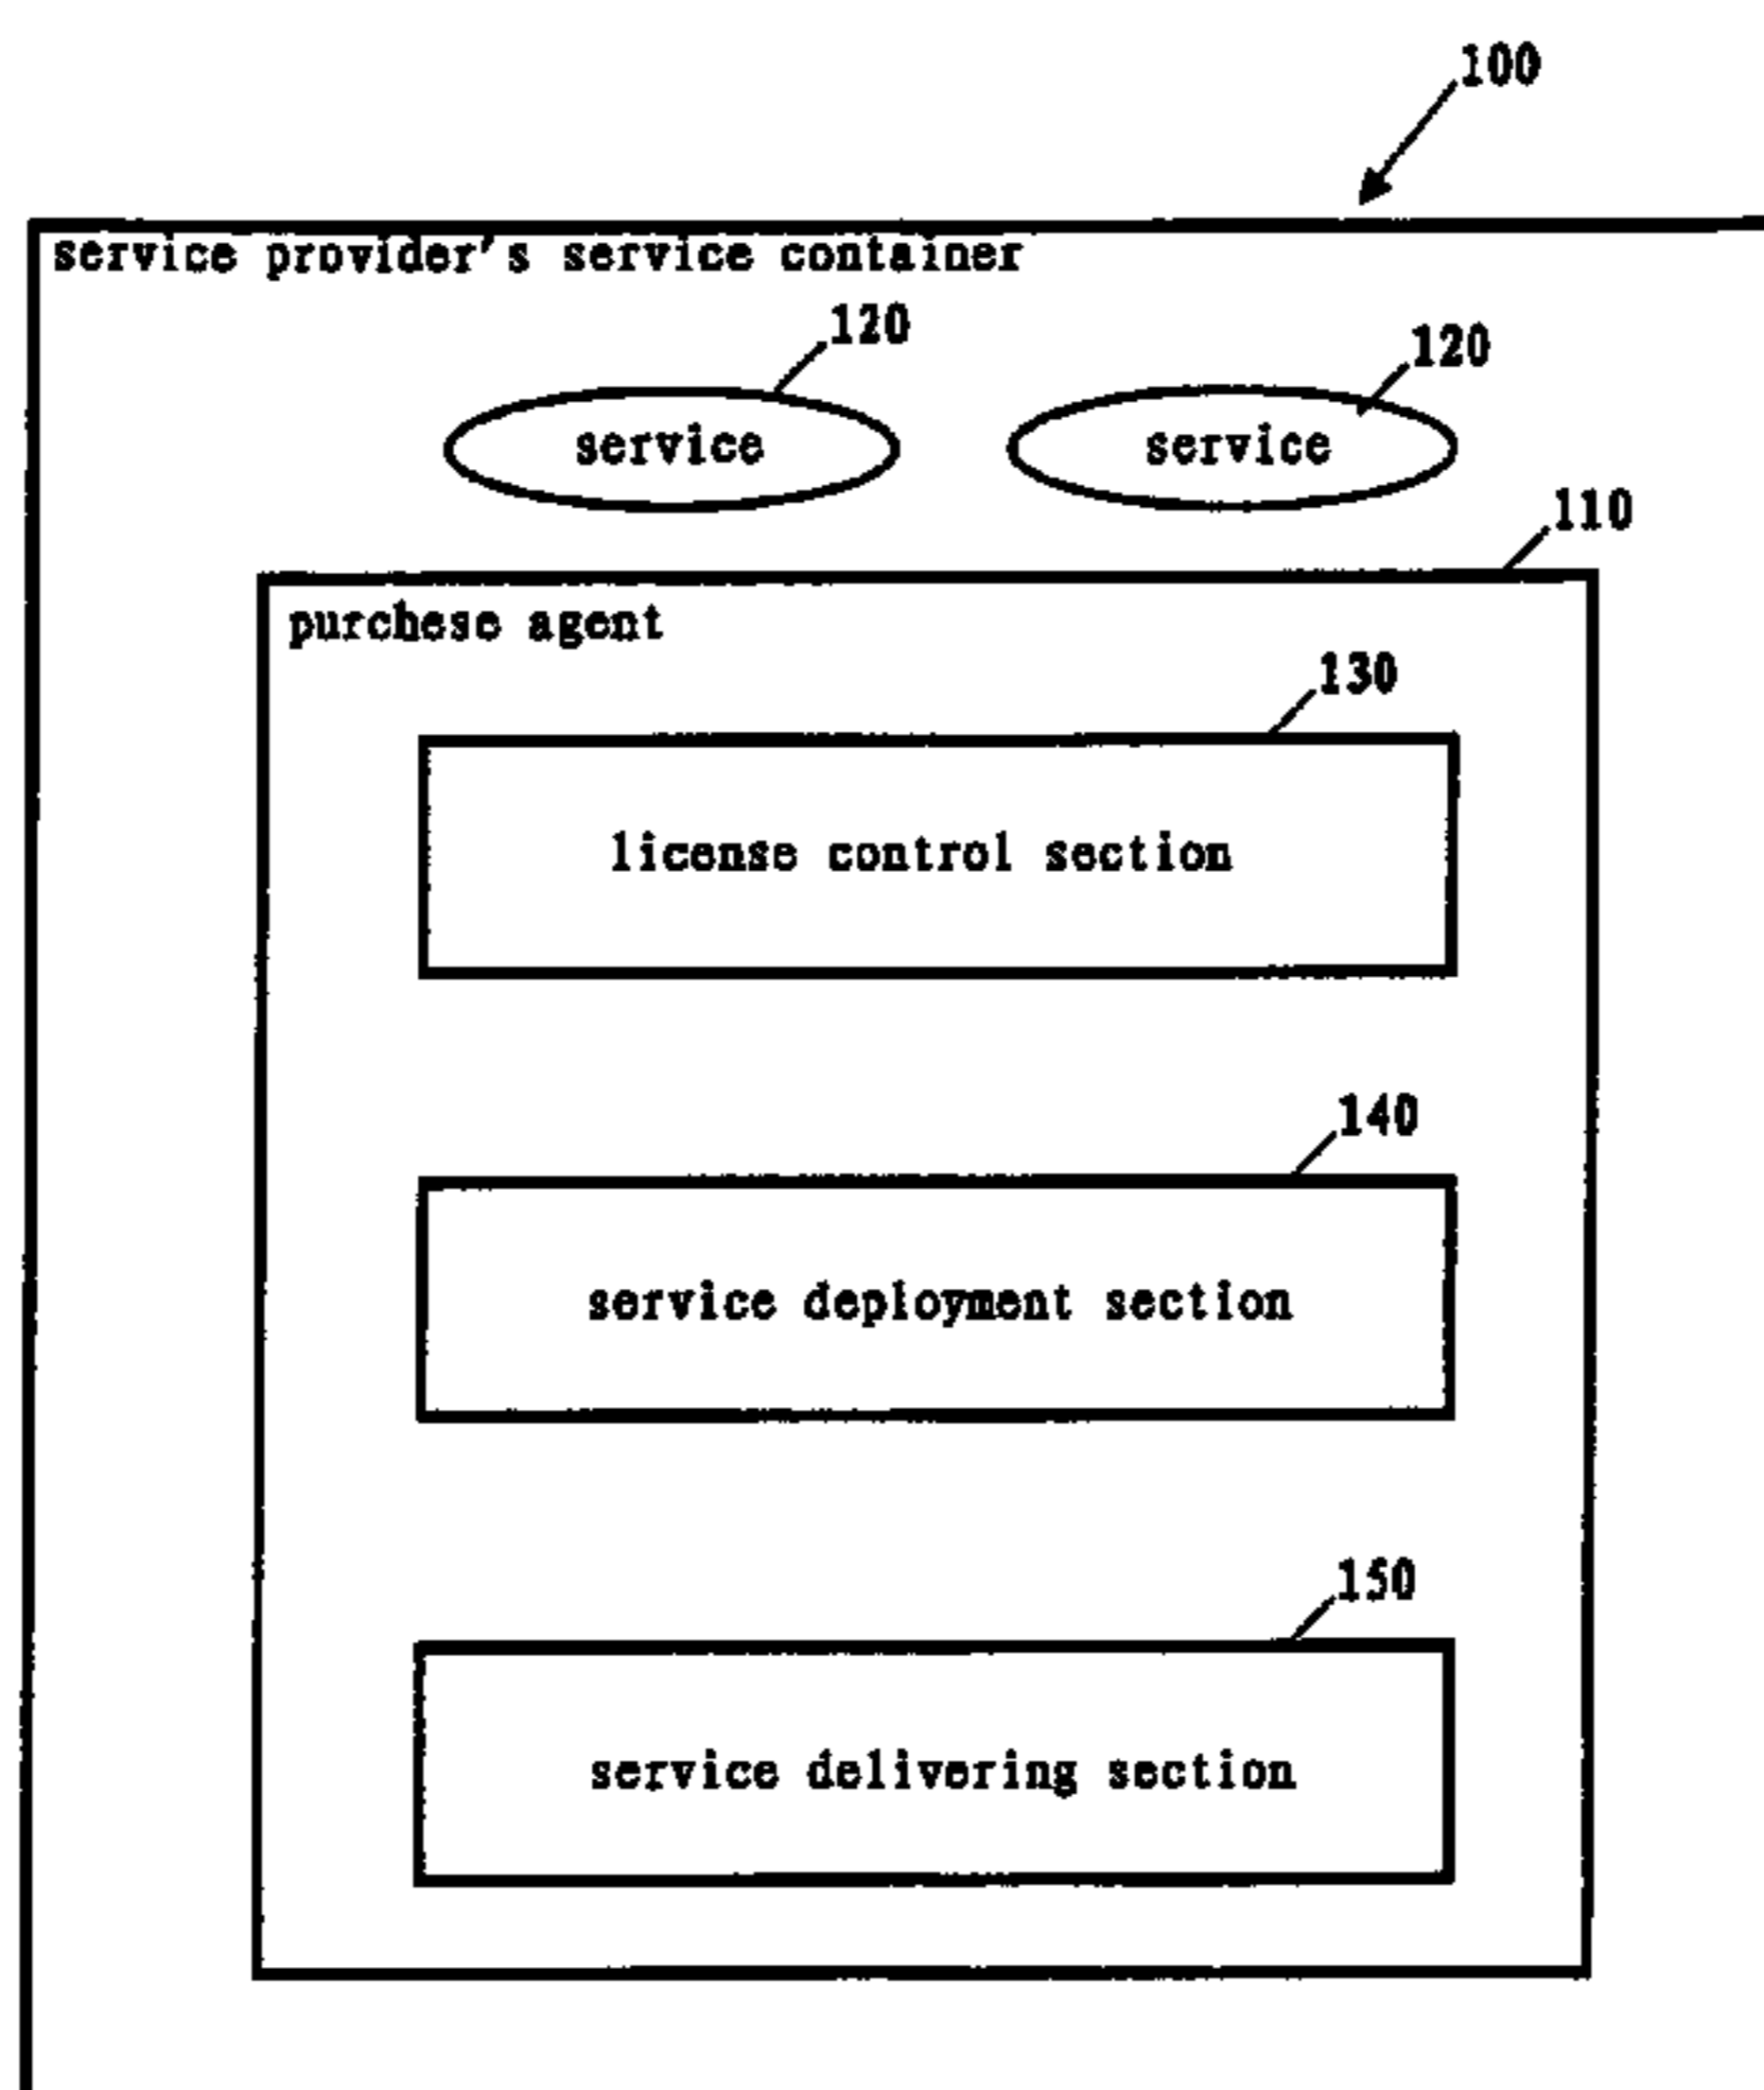 100
service provider's service container
120
120
service
service
110
purchese agent
130
license control section
140
service deployment section
150
service delivering section